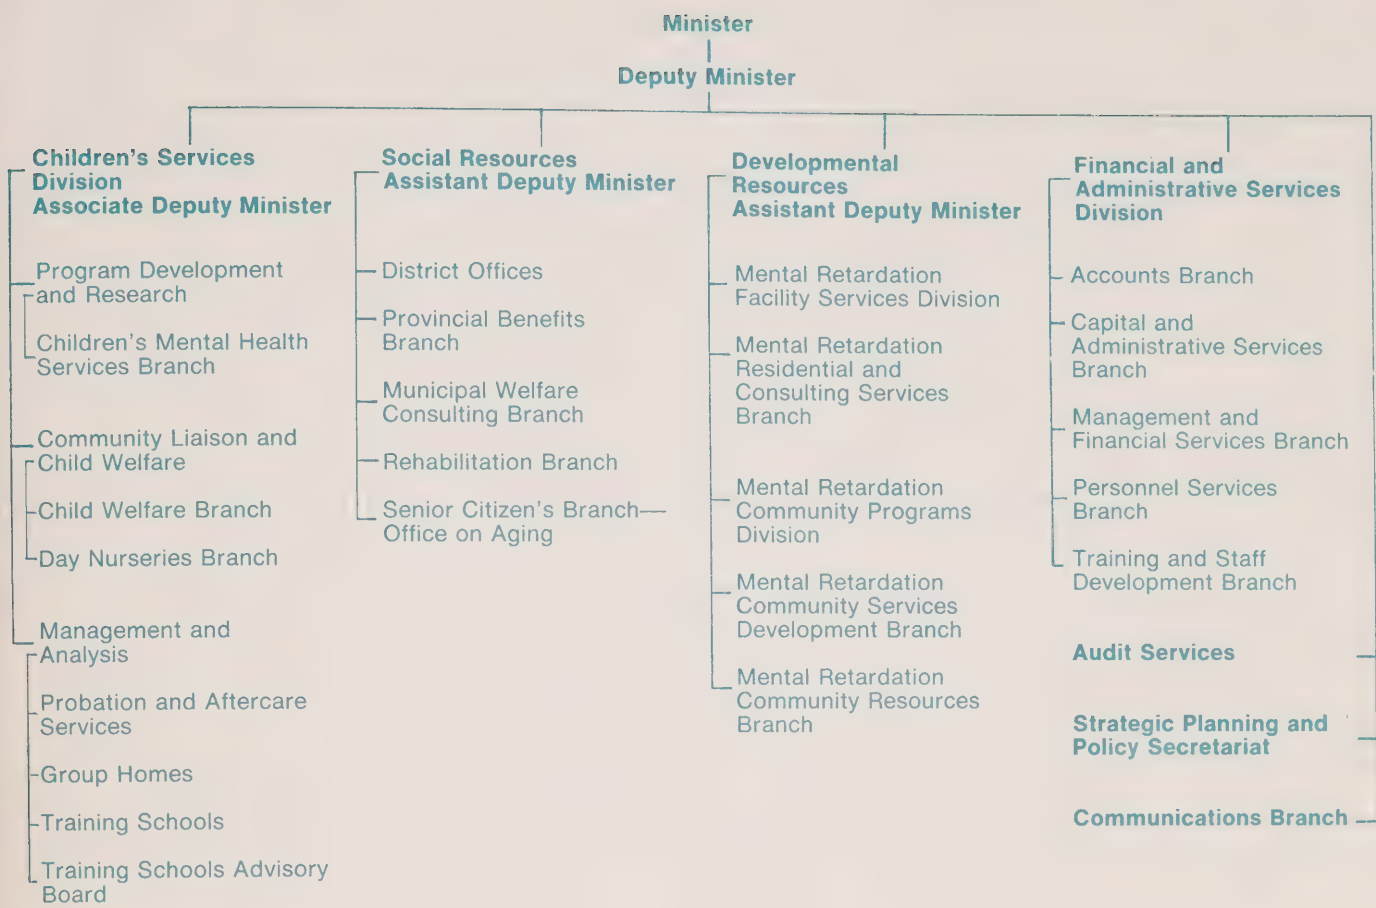 Minister
Deputy Minister
Children's Services
Division
Associate Deputy Minister
Program Development
and Research
Children's Mental Health
Services Branch
Community Liaison and
Child Welfare
Child Welfare Branch
Day Nurseries Branch
Management and
Analysis
Probation and Aftercare
Services
Group Homes
Training Schools
Training Schools Advisory
Board
Social Resources
Assistant Deputy Minister
District Offices
Provincial Benefits
Branch
Municipal Welfare
Consulting Branch
Rehabilitation Branch
Senior Citizen's Branch—
Office on Aging
Developmental
Resources
Assistant Deputy Minister
Mental Retardation
Facility Services Division
Mental Retardation
Residential and
Consulting Services
Branch
Mental Retardation
Community Programs
Division
Mental Retardation
Community Services
Development Branch
Mental Retardation
Community Resources
Branch
Financial and
Administrative Services
Division
Accounts Branch
Capital and
Administrative Services
Branch
Management and
Financial Services Branch
Personnel Services
Branch
Training and Staff
Development Branch
Audit Services
Strategic Planning and
Policy Secretariat
Communications Branch